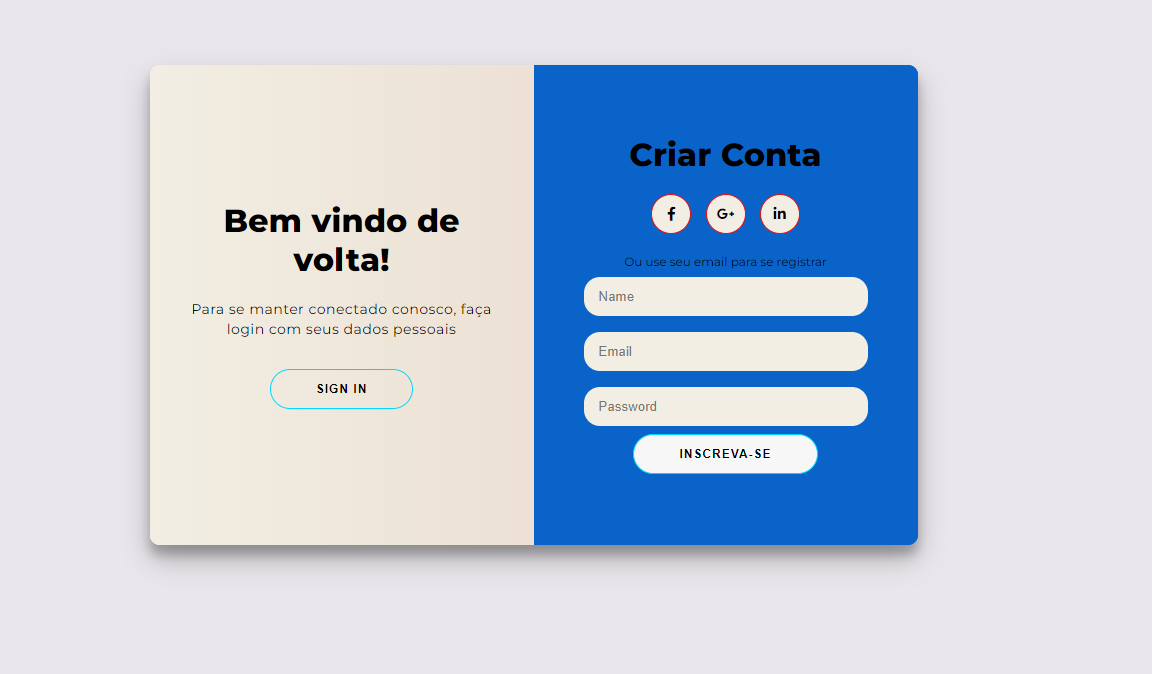 Bem vindo de
volta!
Para se manter conectado conosco, faça
login com seus dados pessoais
SIGN IN
Criar Conta
f G+ in
Ou use seu email para se registrar
Name
Email
Password
INSCREVA-SE